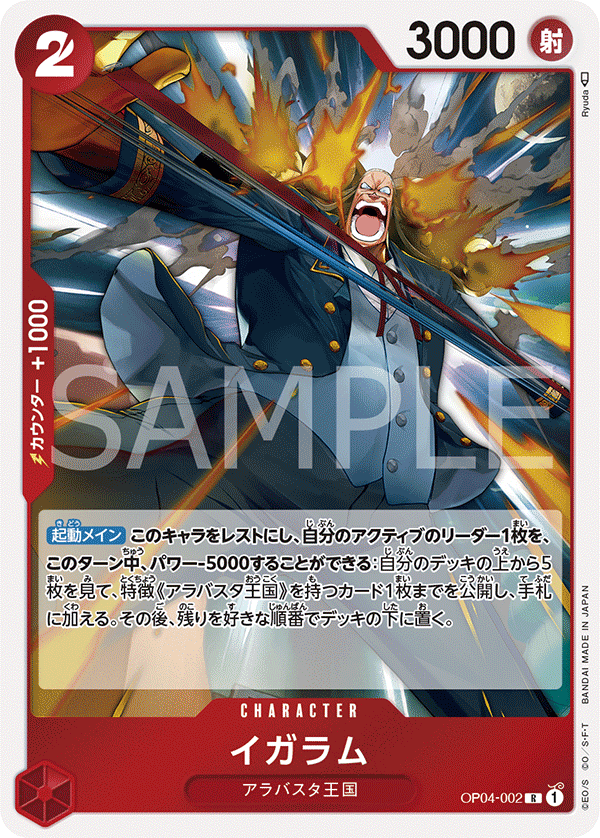 2
3000
射
Ryuda
カウンター +1000
SAMPLE
起動メイン このキャラをレストにし、自分のアクティブのリーダー1枚を、
このターン中、パワー-5000することができる:自分のデッキの上から5
枚を見て、特徴《アラバスタ王国》を持つカード1枚までを公開し、手札
に加える。その後、残りを好きな順番でデッキの下に置く。
CHARACTER
イガラム
アラバスタ王国
OP04-002 R 1
©EO/S ©O/S・F・T BANDAI MADE IN JAPAN